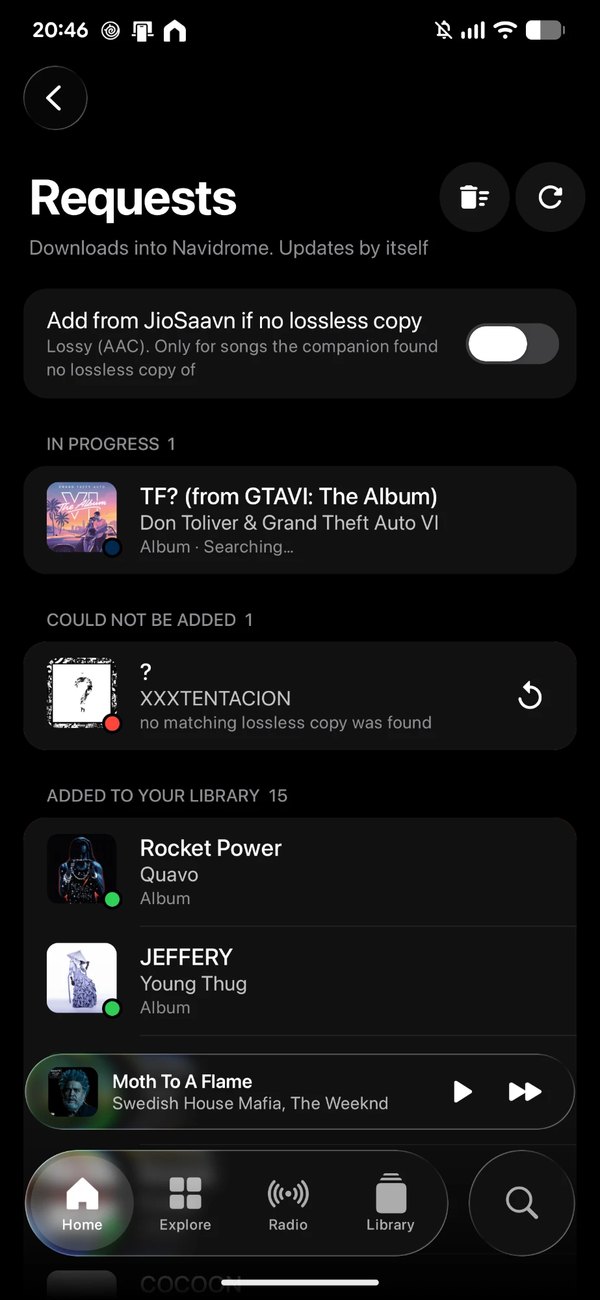 20:46
Requests
Downloads into Navidrome. Updates by itself
Add from JioSaavn if no lossless copy
Lossy (AAC). Only for songs the companion found
no lossless copy of
IN PROGRESS 1
TF? (from GTAVI: The Album)
Don Toliver & Grand Theft Auto VI
Album · Searching...
COULD NOT BE ADDED 1
?
?
XXXTENTACION
no matching lossless copy was found
ADDED TO YOUR LIBRARY 15
Rocket Power
Quavo
Album
JEFFERY
Young Thug
Album
Moth To A Flame
Swedish House Mafia, The Weeknd
Home
Explore
Radio
Library
COCOON